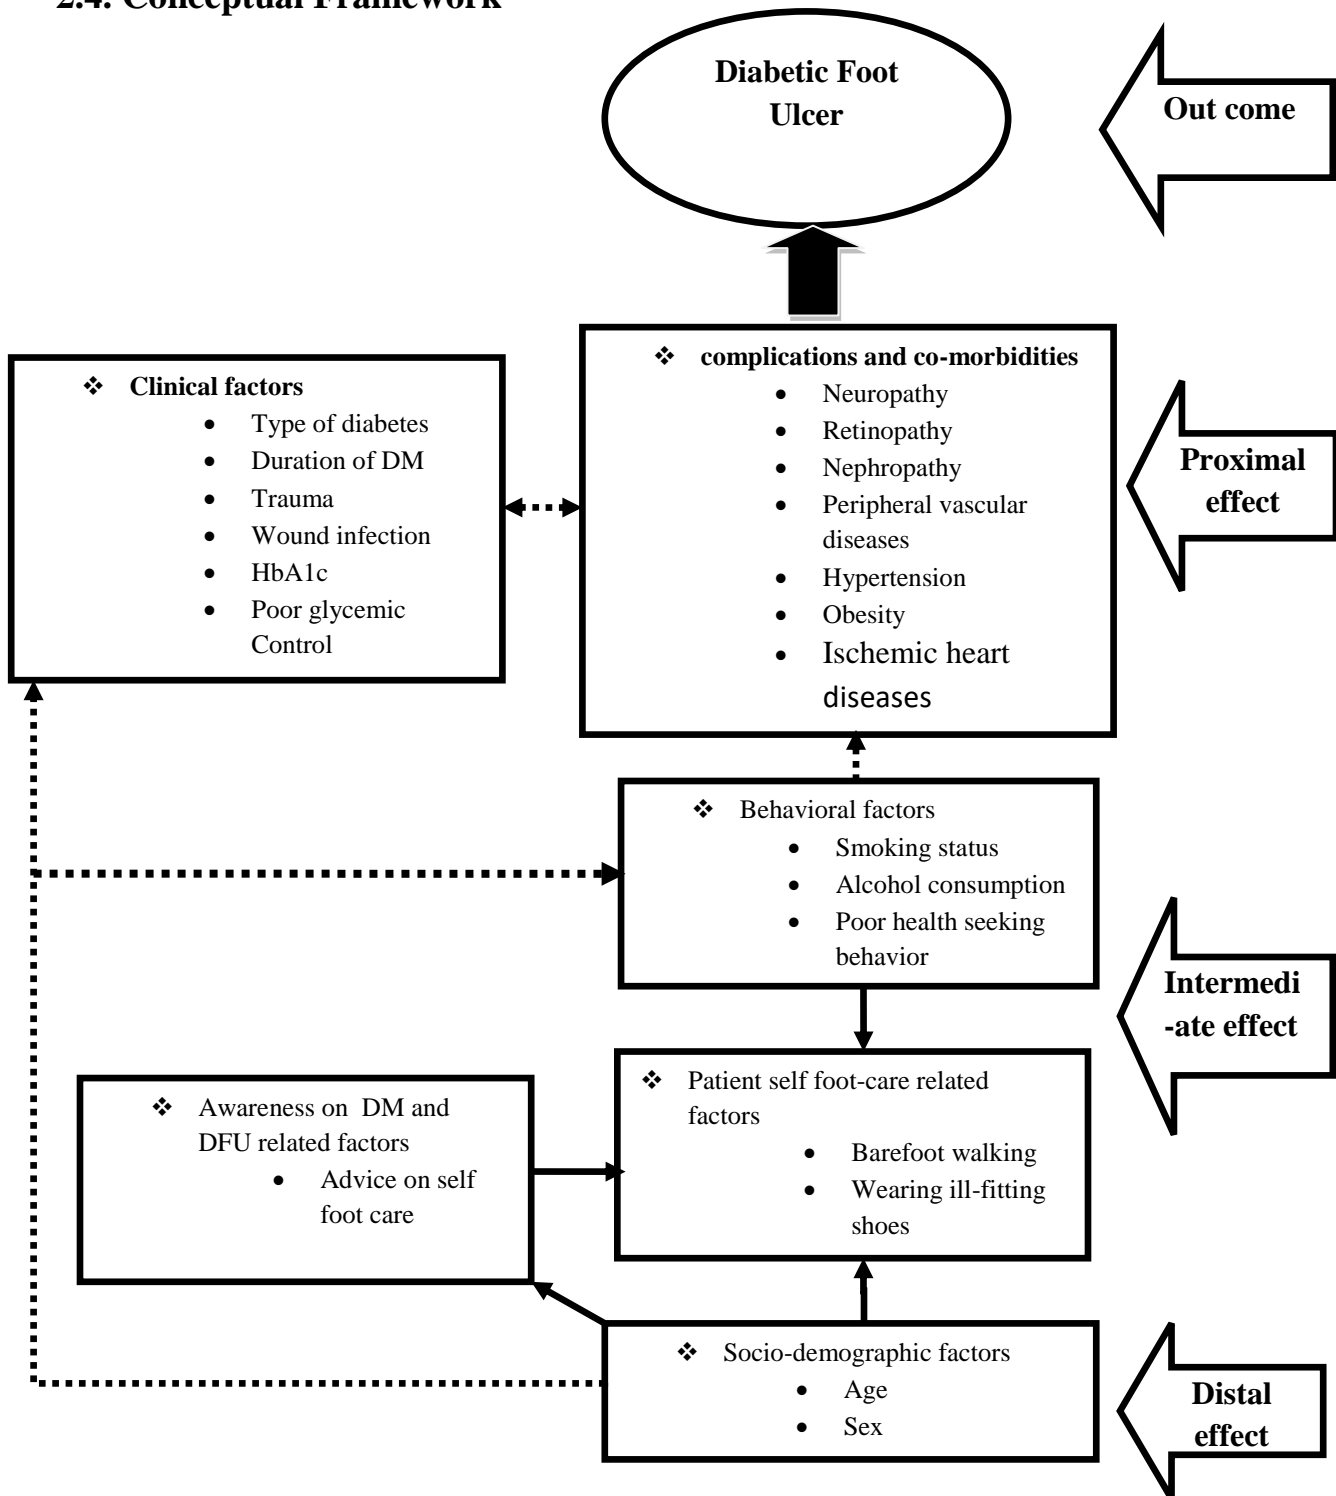 2.4. Conceptual Framework
Diabetic Foot
Ulcer
Out come
❖ Clinical factors
• Type of diabetes
• Duration of DM
• Trauma
• Wound infection
• HbA1c
• Poor glycemic
Control
❖ complications and co-morbidities
• Neuropathy
• Retinopathy
• Nephropathy
• Peripheral vascular
diseases
• Hypertension
• Obesity
• Ischemic heart
diseases
Proximal
effect
❖ Behavioral factors
• Smoking status
• Alcohol consumption
• Poor health seeking
behavior
Intermedi
-ate effect
❖ Awareness on DM and
DFU related factors
• Advice on self
foot care
❖ Patient self foot-care related
factors
• Barefoot walking
• Wearing ill-fitting
shoes
❖ Socio-demographic factors
• Age
• Sex
Distal
effect